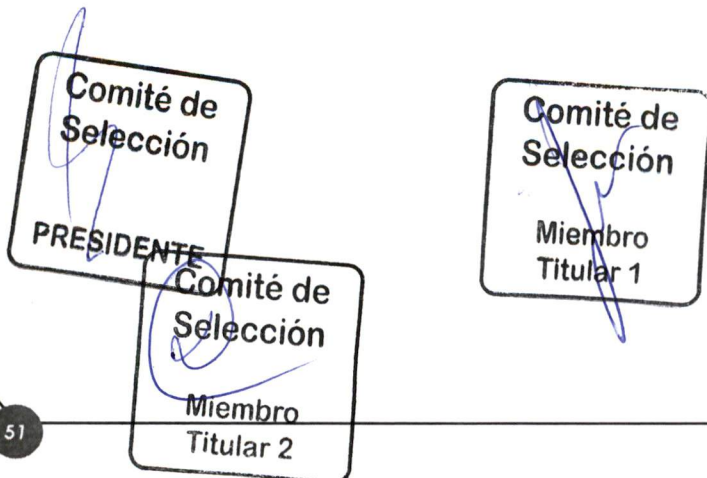 Comité de
Selección
PRESIDENTE
Comité de
Selección
Miembro
Titular 1
Comité de
Selección
Miembro
Titular 2
51